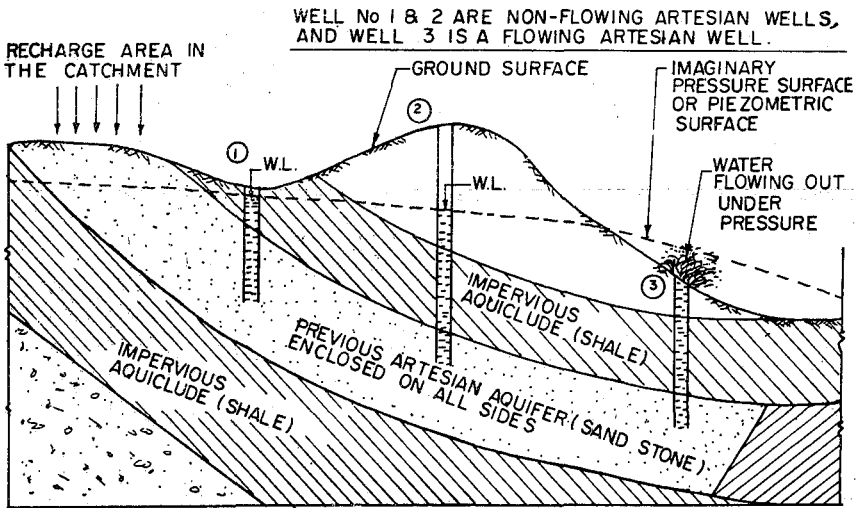 WELL No 1 & 2 ARE NON-FLOWING ARTESIAN WELLS,
AND WELL 3 IS A FLOWING ARTESIAN WELL.
RECHARGE AREA IN
THE CATCHMENT
GROUND SURFACE
IMAGINARY
PRESSURE SURFACE
OR PIEZOMETRIC
SURFACE
1
W.L.
2
W.L.
WATER
FLOWING OUT
UNDER
PRESSURE
3
IMPERVIOUS
AQUICLUDE
(SHALE)
PREVIOUS ARTESIAN AQUIFER (SAND STONE)
ENCLOSED ON ALL
SIDES
IMPERVIOUS
AQUICLUDE (SHALE)